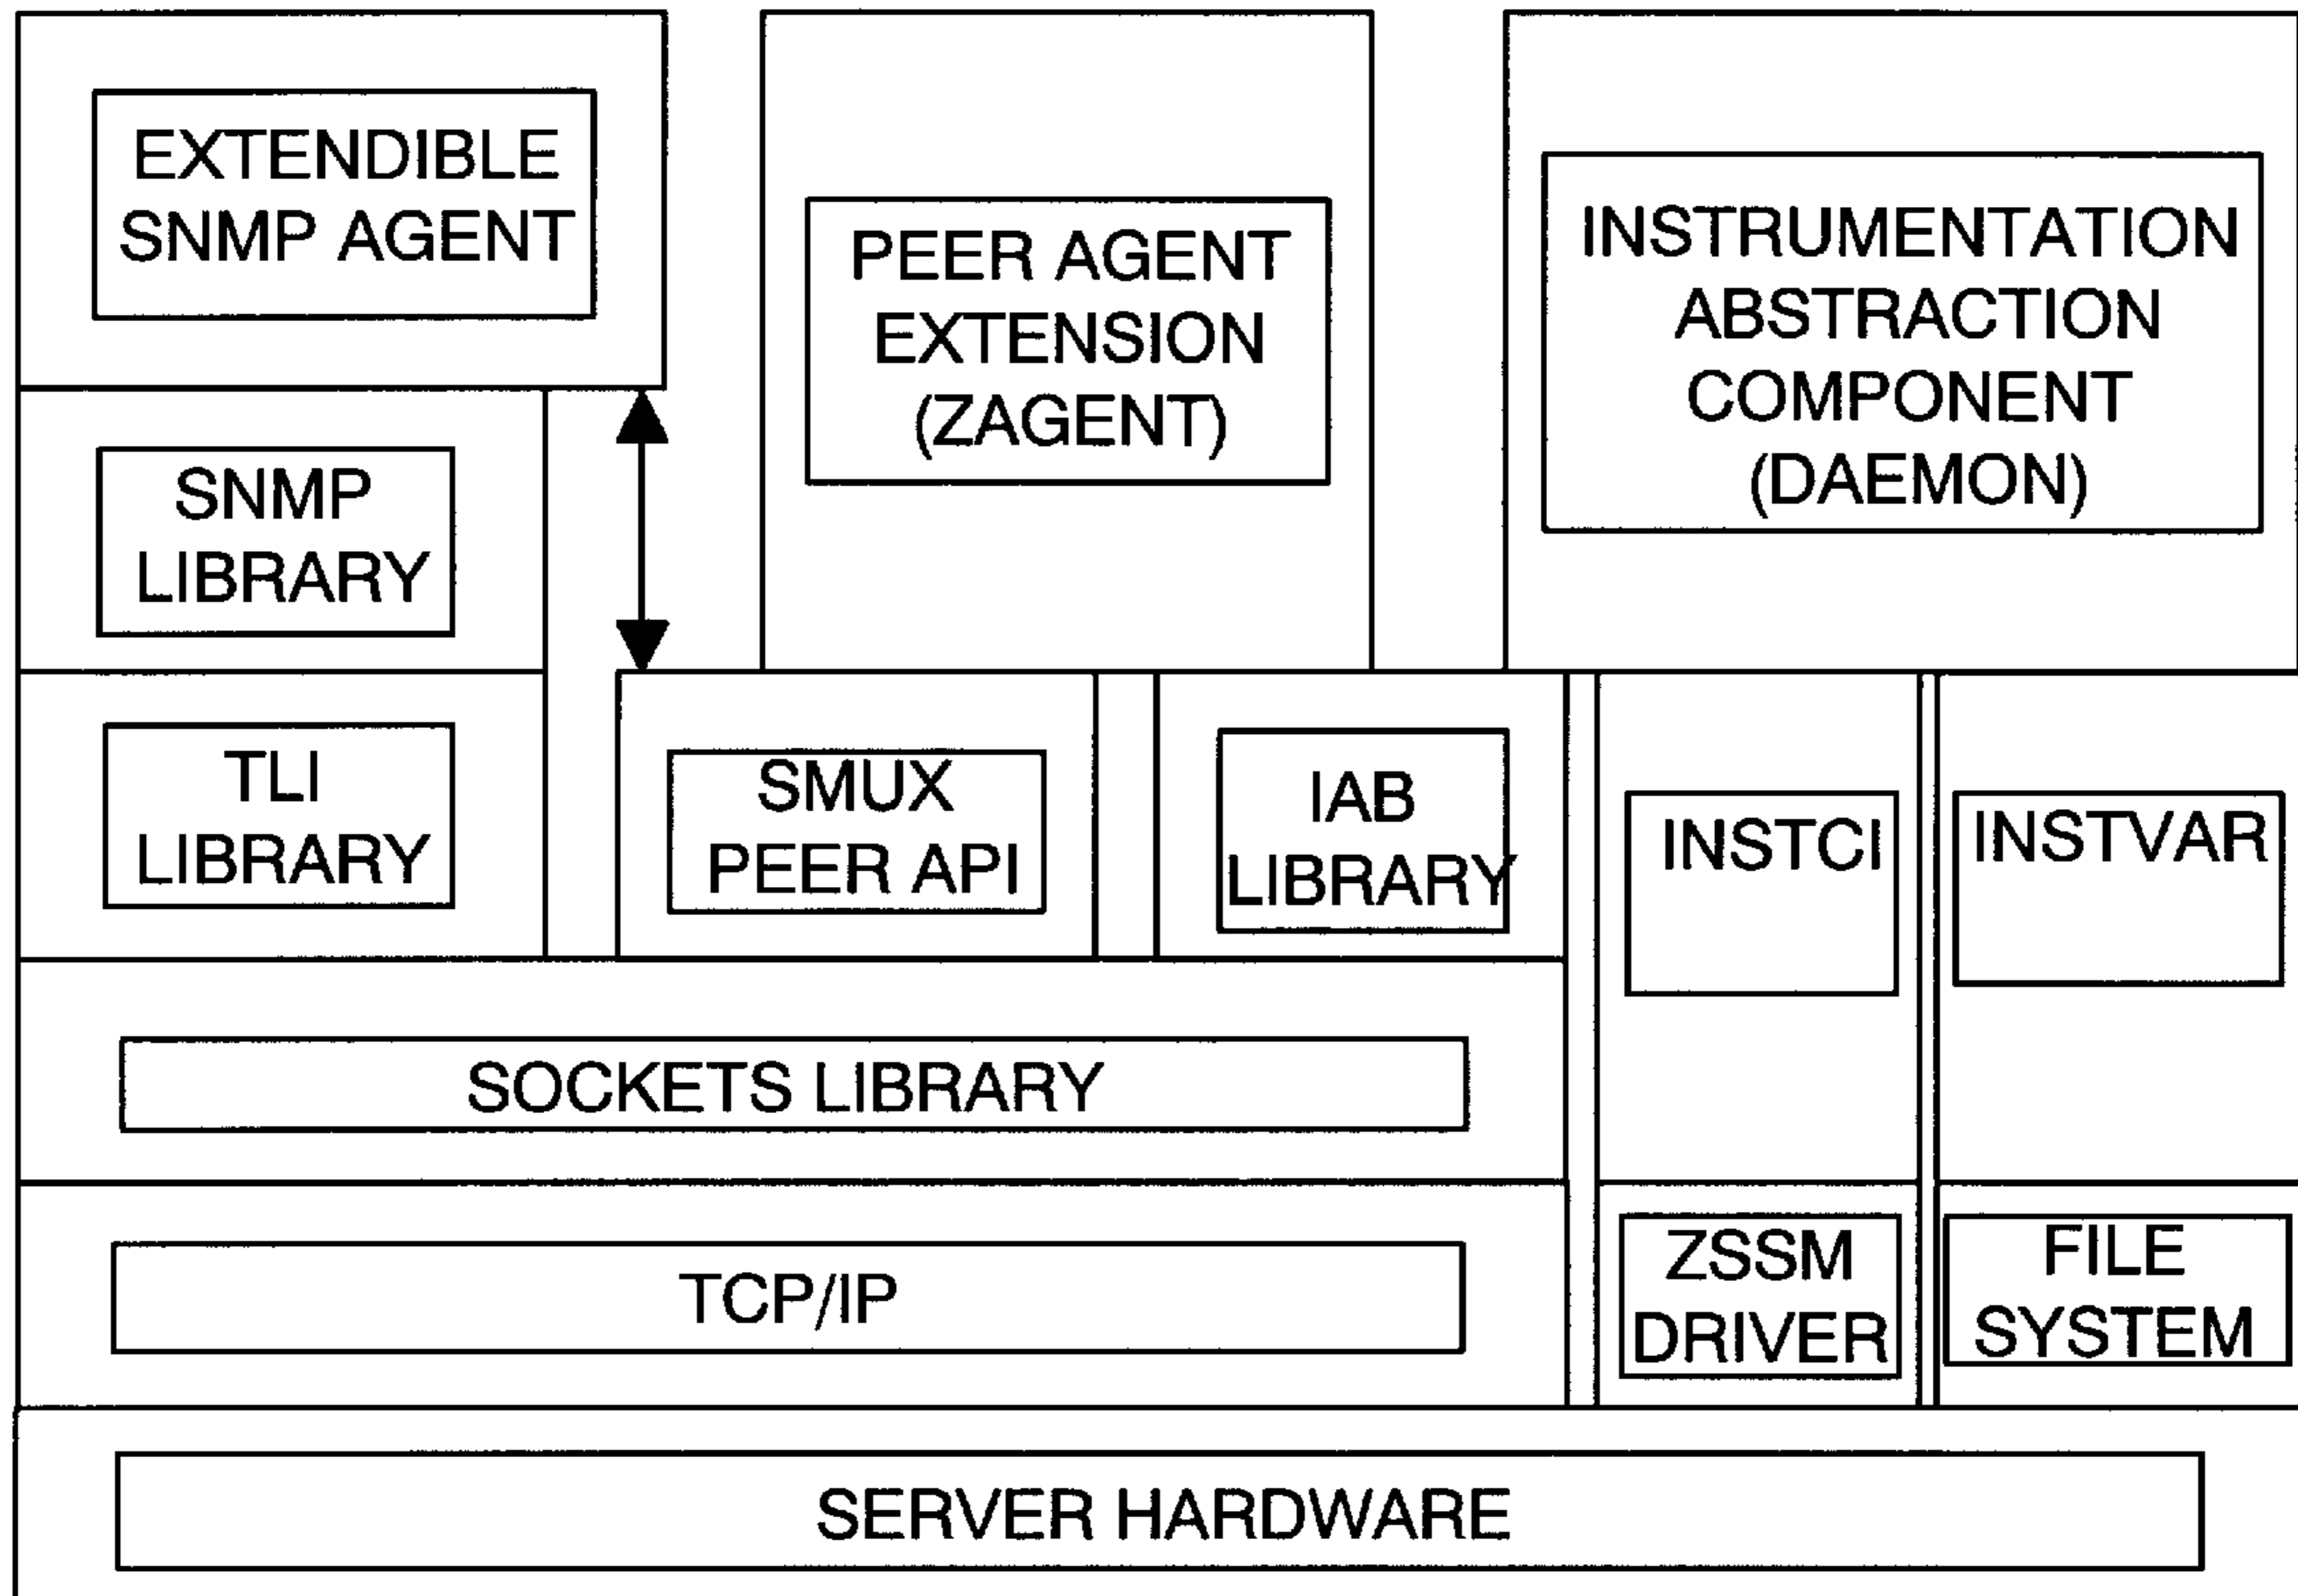 EXTENDIBLE
SNMP AGENT
PEER AGENT
EXTENSION
(ZAGENT)
INSTRUMENTATION
ABSTRACTION
COMPONENT
(DAEMON)
SNMP
LIBRARY
TLI
LIBRARY
SMUX
PEER API
IAB
LIBRARY
INSTCI
INSTVAR
SOCKETS LIBRARY
TCP/IP
ZSSM
DRIVER
FILE
SYSTEM
SERVER HARDWARE